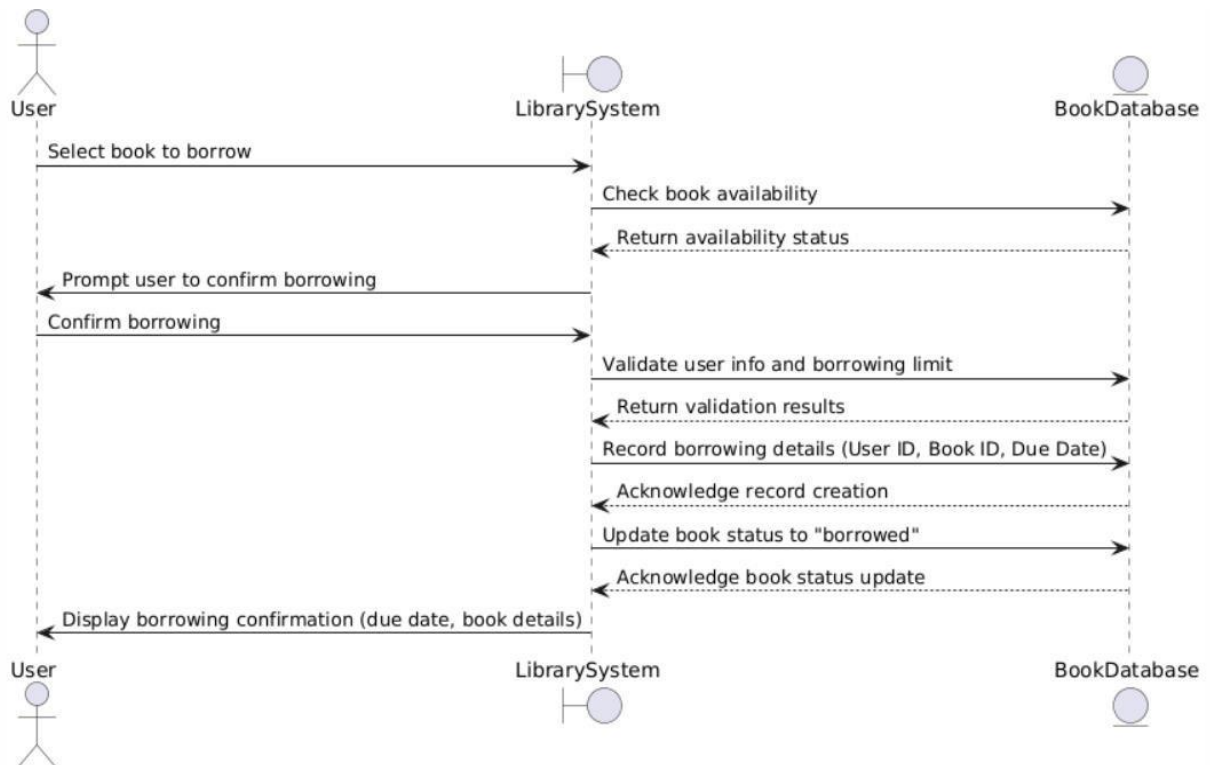 User
LibrarySystem
BookDatabase
Select book to borrow
Check book availability
Return availability status
Prompt user to confirm borrowing
Confirm borrowing
Validate user info and borrowing limit
Return validation results
Record borrowing details (User ID, Book ID, Due Date)
Acknowledge record creation
Update book status to "borrowed"
Acknowledge book status update
Display borrowing confirmation (due date, book details)
User
LibrarySystem
BookDatabase